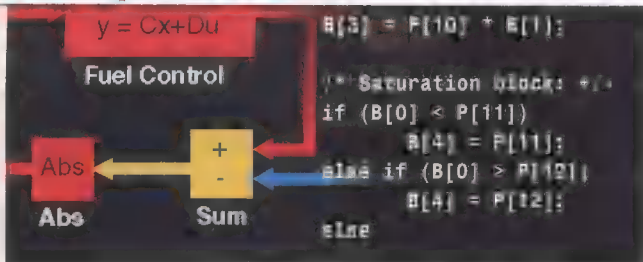 y = Cx+Du
Fuel Control
Abs
Abs
+
-
Sum
B[3] = P[10] * B[1];
/* Saturation block: */
if (B[0] < P[11])
B[4] = P[11];
else if (B[0] > P[12])
B[4] = P[12];
else